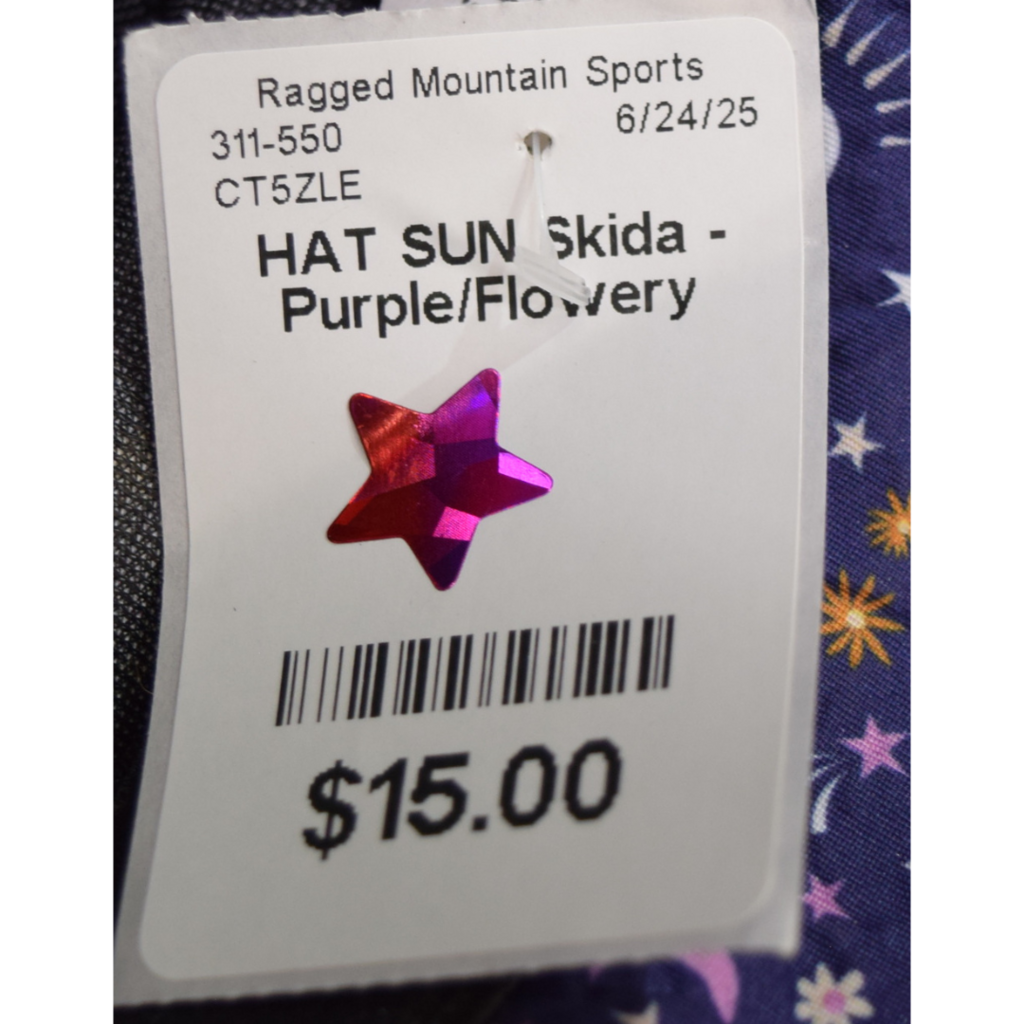 Ragged Mountain Sports
311-550 6/24/25
CT5ZLE
HAT SUN Skida -
Purple/Flowery
$15.00